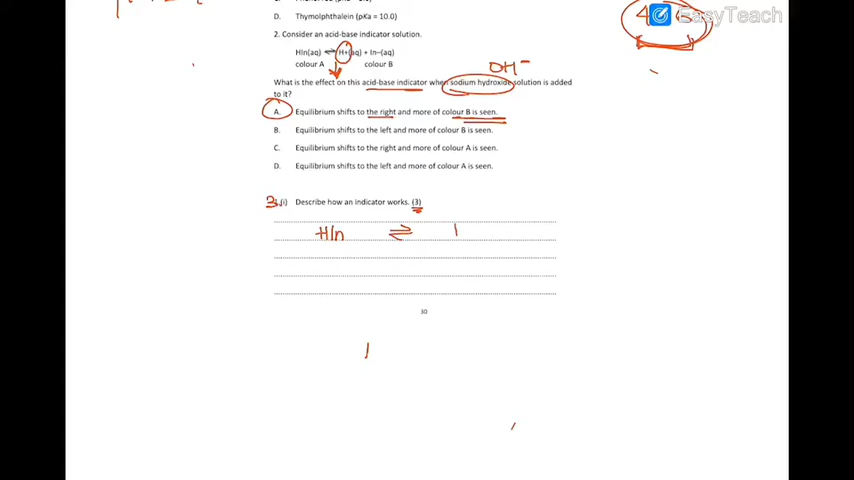 D. Thymolphthalein (pKa = 10.0)
EasyTeach
2. Consider an acid-base indicator solution.
HIn(aq) ⇌ H+(aq) + In–(aq)
colour A colour B
OH⁻
What is the effect on this acid-base indicator when sodium hydroxide solution is added
to it?
A. Equilibrium shifts to the right and more of colour B is seen.
B. Equilibrium shifts to the left and more of colour B is seen.
C. Equilibrium shifts to the right and more of colour A is seen.
D. Equilibrium shifts to the left and more of colour A is seen.
3. (i) Describe how an indicator works. (3)
HIn ⇌ I
30